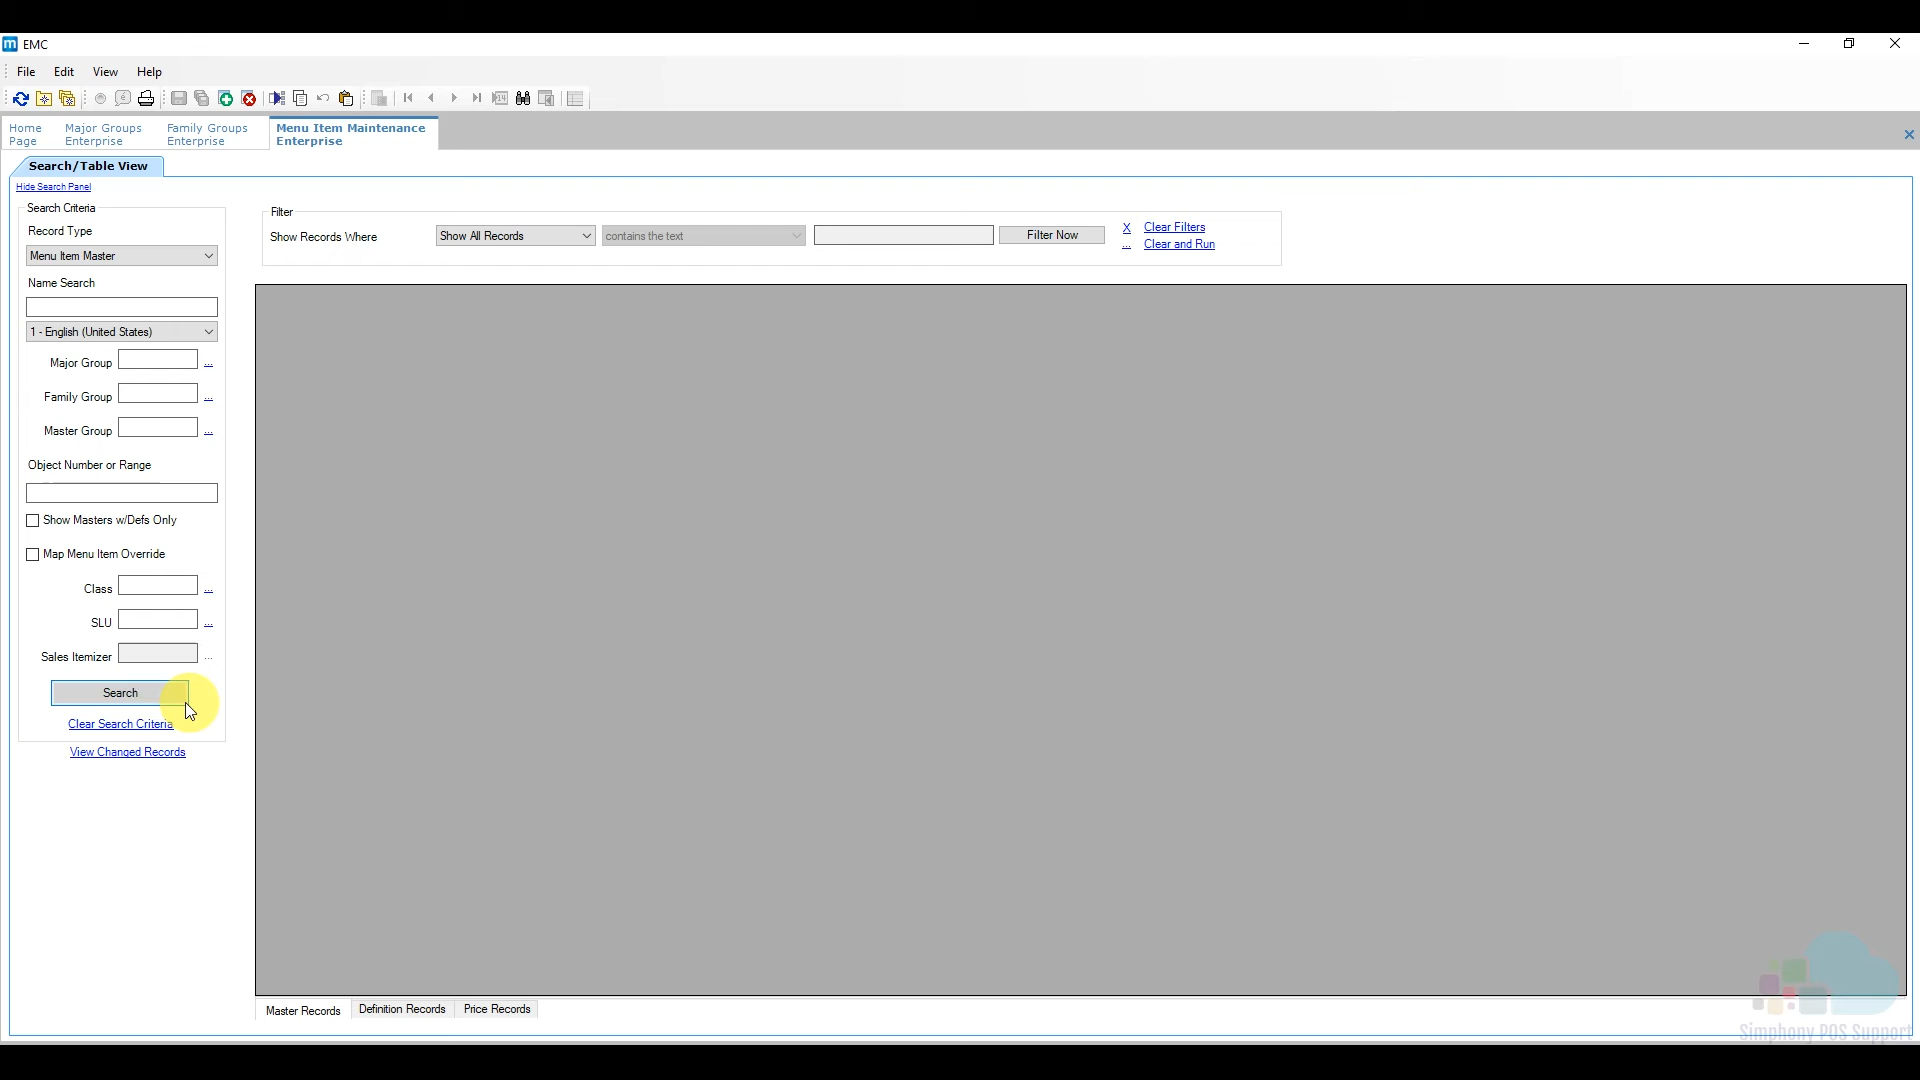 EMC
File Edit View Help
Home Page
Major Groups Enterprise
Family Groups Enterprise
Menu Item Maintenance Enterprise
Search/Table View
Hide Search Panel
Search Criteria
Record Type
Menu Item Master
Name Search
1 - English (United States)
Major Group ...
Family Group ...
Master Group ...
Object Number or Range
Show Masters w/Defs Only
Map Menu Item Override
Class ...
SLU ...
Sales Itemizer ...
Search
Clear Search Criteria
View Changed Records
Filter
Show Records Where Show All Records contains the text Filter Now
X Clear Filters
... Clear and Run
Master Records Definition Records Price Records
Simphony POS Support